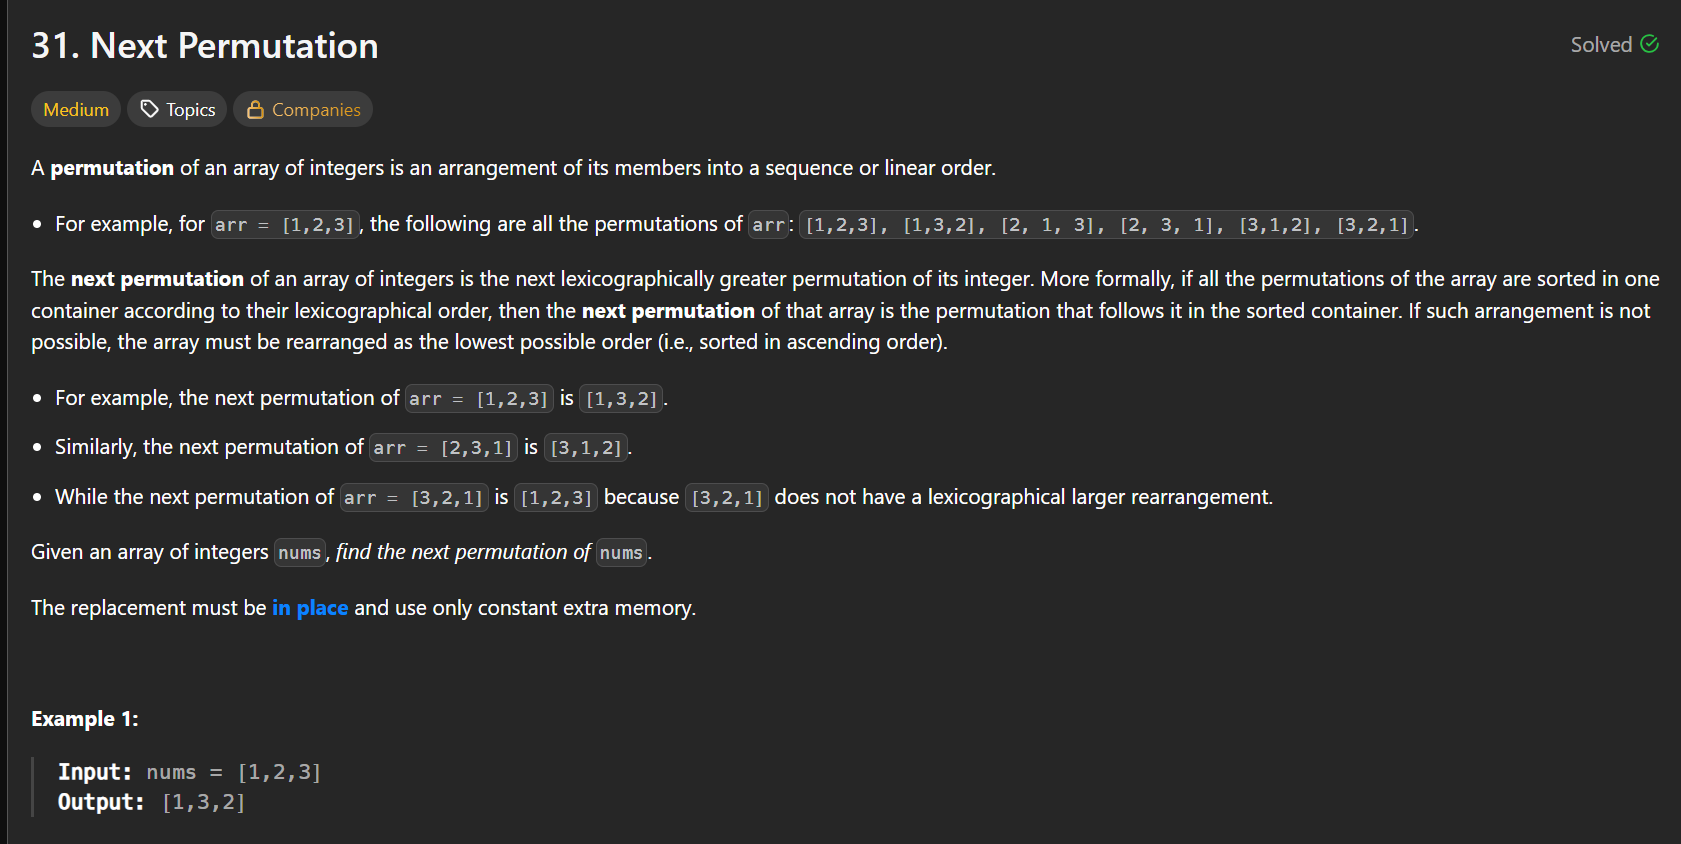 31. Next Permutation
Solved
Medium Topics Companies
A permutation of an array of integers is an arrangement of its members into a sequence or linear order.
• For example, for arr = [1,2,3], the following are all the permutations of arr: [1,2,3], [1,3,2], [2, 1, 3], [2, 3, 1], [3,1,2], [3,2,1].
The next permutation of an array of integers is the next lexicographically greater permutation of its integer. More formally, if all the permutations of the array are sorted in one
container according to their lexicographical order, then the next permutation of that array is the permutation that follows it in the sorted container. If such arrangement is not
possible, the array must be rearranged as the lowest possible order (i.e., sorted in ascending order).
• For example, the next permutation of arr = [1,2,3] is [1,3,2].
• Similarly, the next permutation of arr = [2,3,1] is [3,1,2].
• While the next permutation of arr = [3,2,1] is [1,2,3] because [3,2,1] does not have a lexicographical larger rearrangement.
Given an array of integers nums, find the next permutation of nums.
The replacement must be in place and use only constant extra memory.
Example 1:
Input: nums = [1,2,3]
Output: [1,3,2]